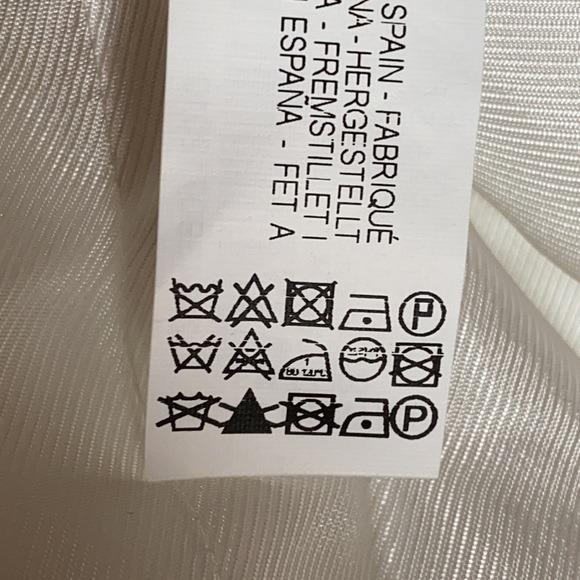 SPAIN - FABRIQUÉ
NA - HERGESTELLT
A - FREMSTILLET I
ESPAÑA - FET A
P
P